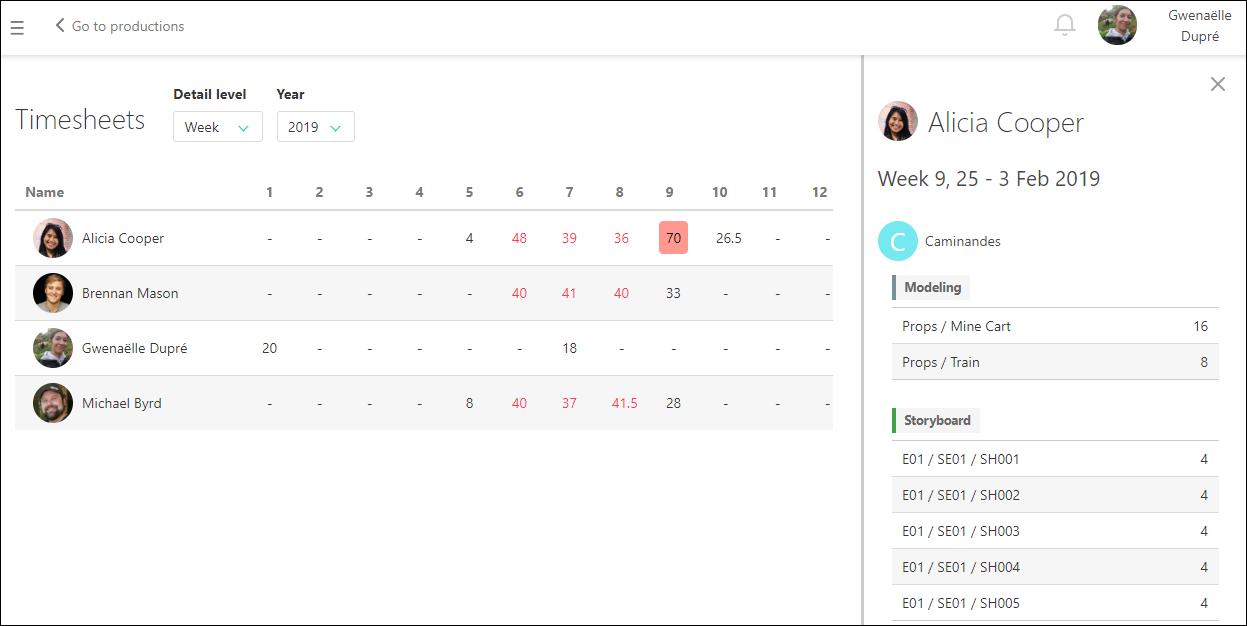 Go to productions
Gwenaëlle
Dupré
Timesheets
Detail level
Year
Week
2019
Name 1 2 3 4 5 6 7 8 9 10 11 12
Alicia Cooper - - - - 4 48 39 36 70 26.5 - -
Brennan Mason - - - - - 40 41 40 33 - - -
Gwenaëlle Dupré 20 - - - - - 18 - - - - -
Michael Byrd - - - - 8 40 37 41.5 28 - - -
Alicia Cooper
Week 9, 25 - 3 Feb 2019
C Caminandes
Modeling
Props / Mine Cart 16
Props / Train 8
Storyboard
E01 / SE01 / SH001 4
E01 / SE01 / SH002 4
E01 / SE01 / SH003 4
E01 / SE01 / SH004 4
E01 / SE01 / SH005 4